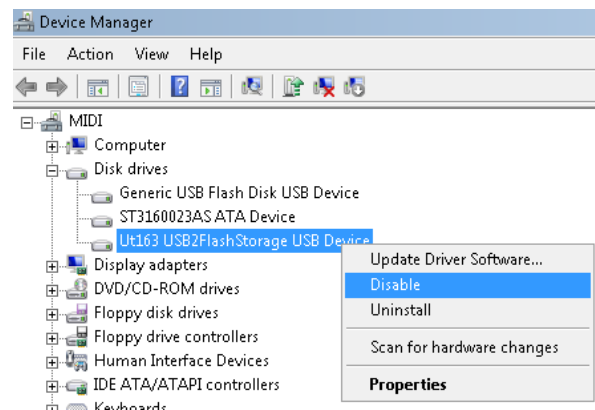 Device Manager
File Action View Help
MIDI
Computer
Disk drives
Generic USB Flash Disk USB Device
ST3160023AS ATA Device
Ut163 USB2FlashStorage USB Device
Update Driver Software...
Display adapters
Disable
DVD/CD-ROM drives
Uninstall
Floppy disk drives
Floppy drive controllers
Scan for hardware changes
Human Interface Devices
IDE ATA/ATAPI controllers
Properties
Keyboards